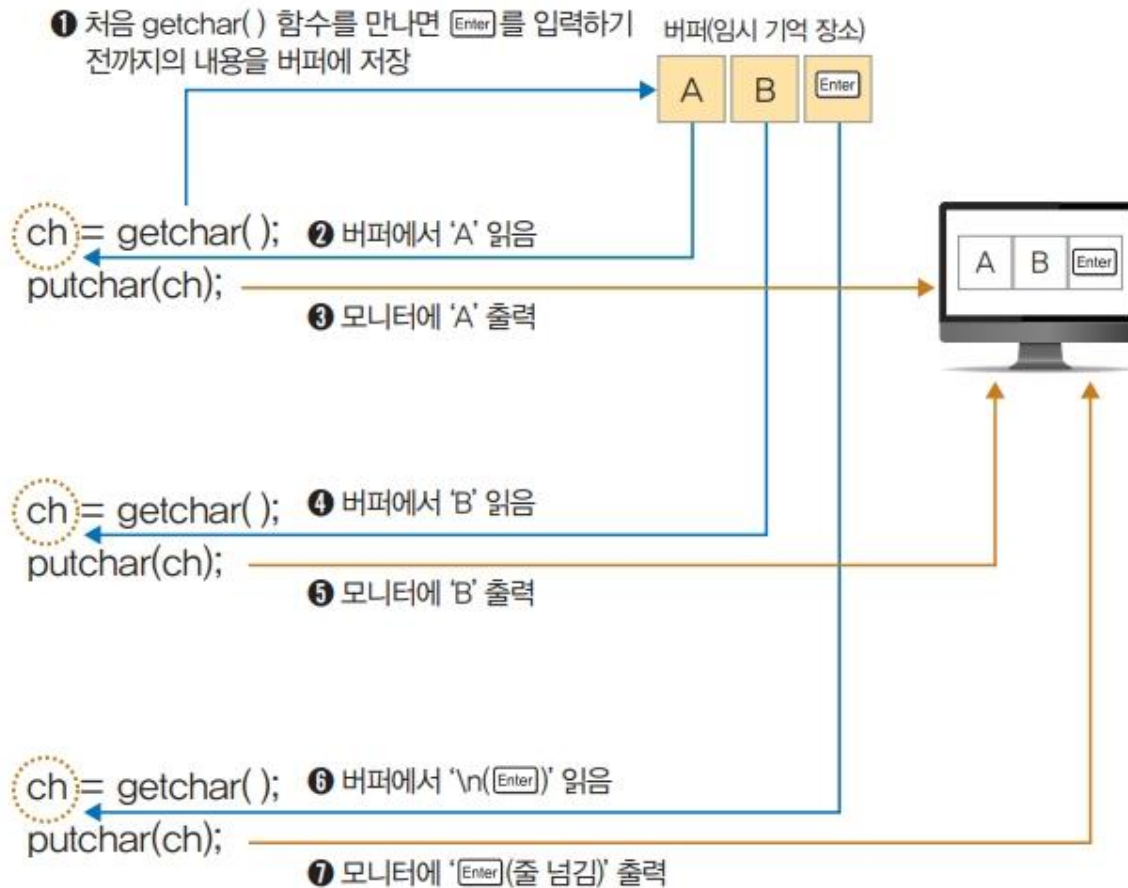 ❶ 처음 getchar( ) 함수를 만나면 Enter를 입력하기
전까지의 내용을 버퍼에 저장
버퍼(임시 기억 장소)
A B Enter
ch = getchar( ); ❷ 버퍼에서 ‘A’ 읽음
putchar(ch);
❸ 모니터에 ‘A’ 출력
A B Enter
ch = getchar( ); ❹ 버퍼에서 ‘B’ 읽음
putchar(ch);
❺ 모니터에 ‘B’ 출력
ch = getchar( ); ❻ 버퍼에서 ‘\n(Enter)’ 읽음
putchar(ch);
❼ 모니터에 ‘Enter(줄 넘김)’ 출력